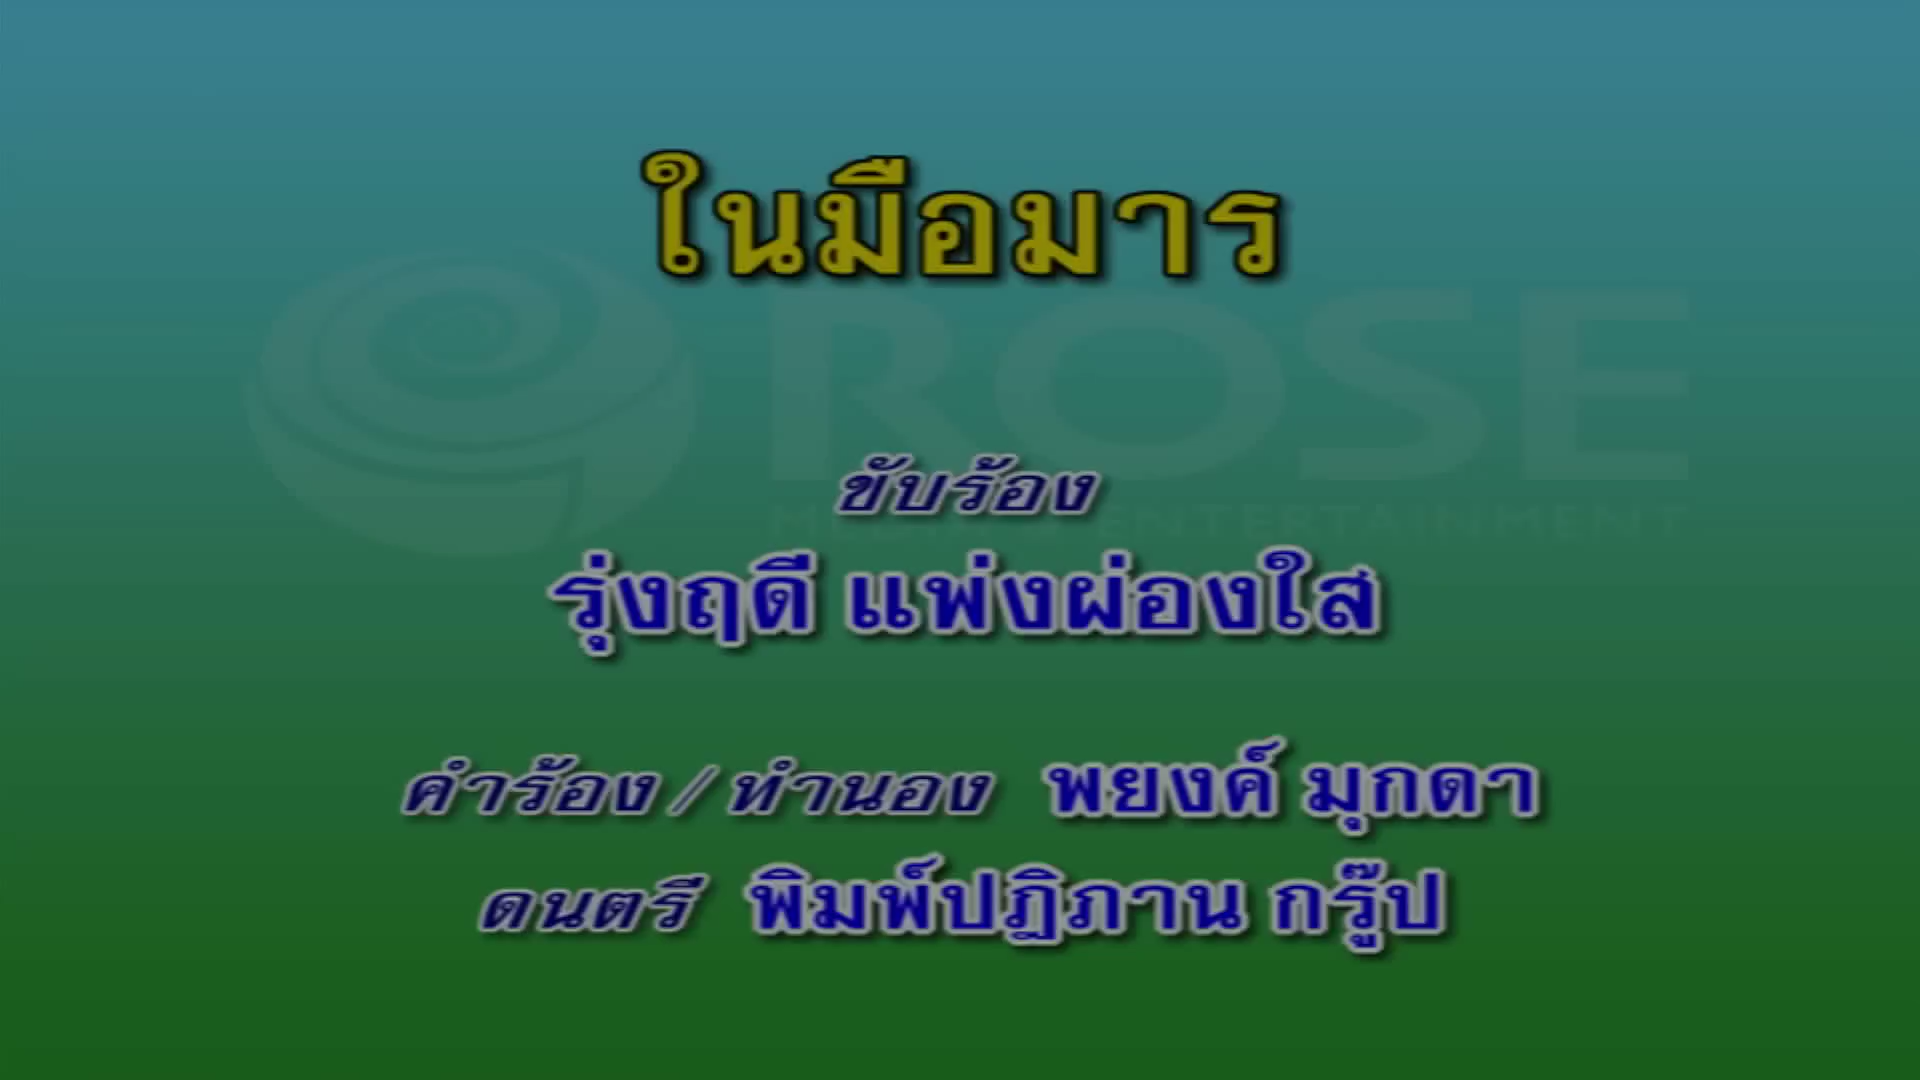 ในมือมาร
ROSE
MEDIA & ENTERTAINMENT
ขับร้อง
รุ่งฤดี แพ่งผ่องใส
คำร้อง / ทำนอง พยงค์ มุกดา
ดนตรี พิมพ์ปฏิภาน กรุ๊ป